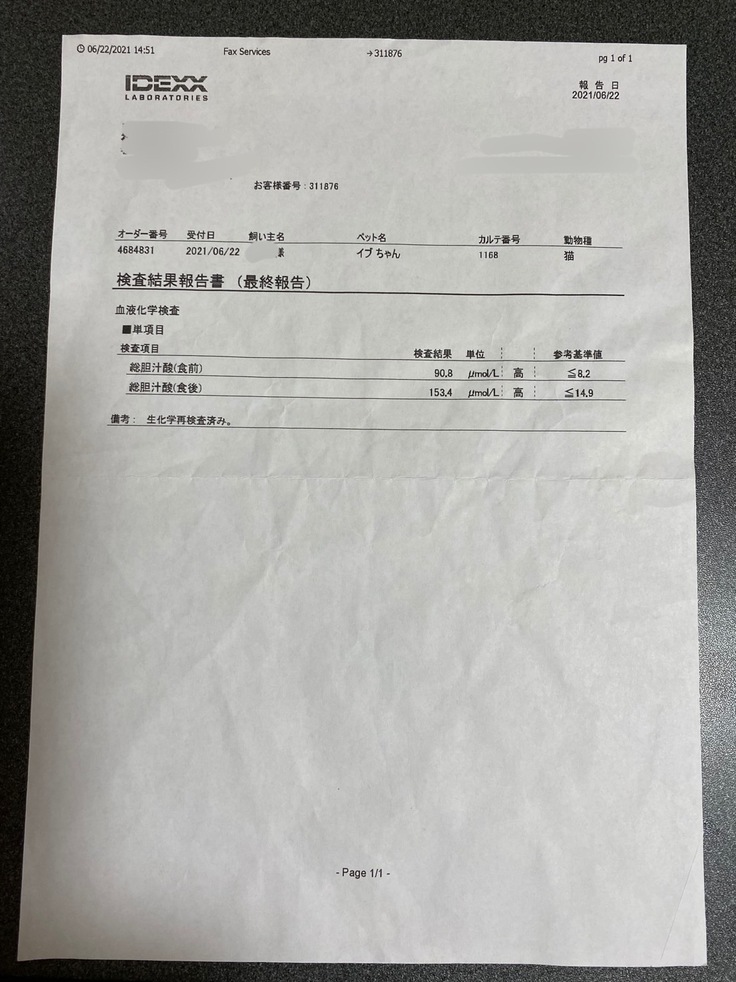 06/22/2021 14:51 Fax Services →311876 pg 1 of 1
IDEXX
LABORATORIES
報告日
2021/06/22
お客様番号：311876
オーダー番号 受付日 飼い主名 ペット名 カルテ番号 動物種
4684831 2021/06/22 様 イブちゃん 1168 猫
検査結果報告書（最終報告）
血液化学検査
■単項目
検査項目 検査結果 単位 参考基準値
総胆汁酸(食前) 90.8 μmol/L 高 ≦8.2
総胆汁酸(食後) 153.4 μmol/L 高 ≦14.9
備考： 生化学再検査済み。
- Page 1/1 -